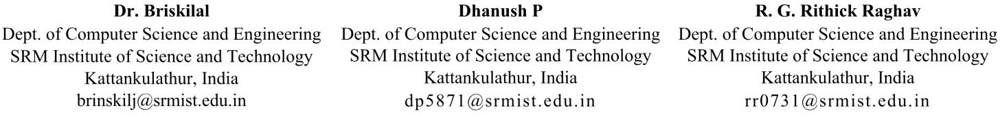 Dr. Briskilal
Dept. of Computer Science and Engineering
SRM Institute of Science and Technology
Kattankulathur, India
brinskilj@srmist.edu.in
Dhanush P
Dept. of Computer Science and Engineering
SRM Institute of Science and Technology
Kattankulathur, India
dp5871@srmist.edu.in
R. G. Rithick Raghav
Dept. of Computer Science and Engineering
SRM Institute of Science and Technology
Kattankulathur, India
rr0731@srmist.edu.in